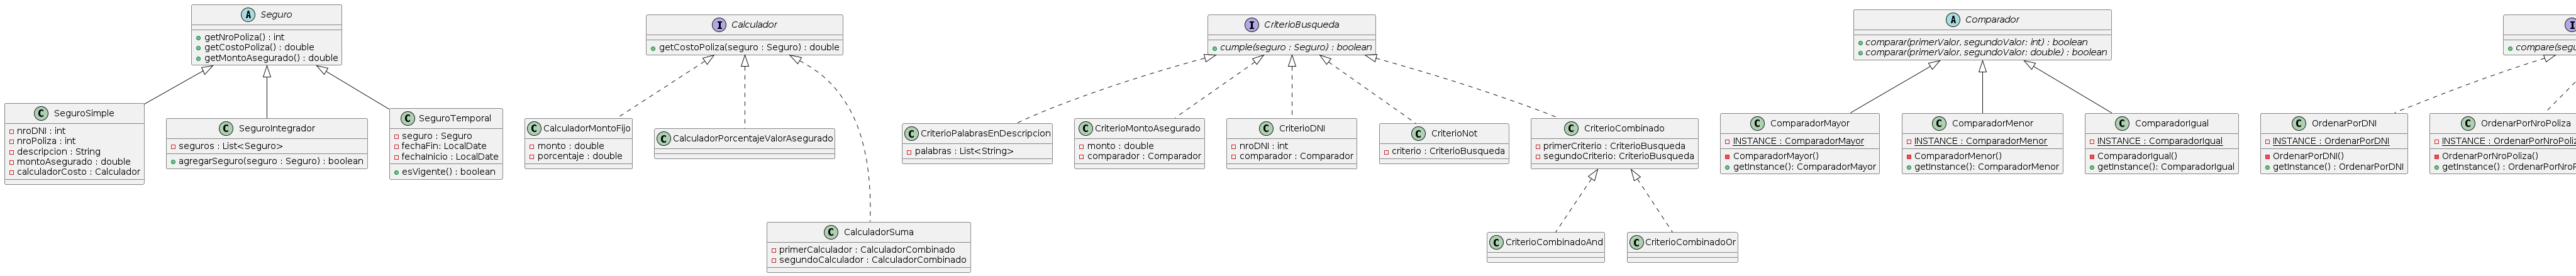 A Seguro
getNroPoliza() : int
getCostoPoliza() : double
getMontoAsegurado() : double
C SeguroSimple
nroDNI : int
nroPoliza : int
descripcion : String
montoAsegurado : double
calculadorCosto : Calculador
C SeguroIntegrador
seguros : List<Seguro>
agregarSeguro(seguro : Seguro) : boolean
C SeguroTemporal
seguro : Seguro
fechaFin: LocalDate
fechaInicio : LocalDate
esVigente() : boolean
I Calculador
getCostoPoliza(seguro : Seguro) : double
C CalculadorMontoFijo
monto : double
porcentaje : double
C CalculadorPorcentajeValorAsegurado
C CalculadorSuma
primerCalculador : CalculadorCombinado
segundoCalculador : CalculadorCombinado
I CriterioBusqueda
cumple(seguro : Seguro) : boolean
C CriterioPalabrasEnDescripcion
palabras : List<String>
C CriterioMontoAsegurado
monto : double
comparador : Comparador
C CriterioDNI
nroDNI : int
comparador : Comparador
C CriterioNot
criterio : CriterioBusqueda
C CriterioCombinado
primerCriterio : CriterioBusqueda
segundoCriterio: CriterioBusqueda
C CriterioCombinadoAnd
C CriterioCombinadoOr
A Comparador
comparar(primerValor, segundoValor: int) : boolean
comparar(primerValor, segundoValor: double) : boolean
C ComparadorMayor
INSTANCE : ComparadorMayor
ComparadorMayor()
getInstance(): ComparadorMayor
C ComparadorMenor
INSTANCE : ComparadorMenor
ComparadorMenor()
getInstance(): ComparadorMenor
C ComparadorIgual
INSTANCE : ComparadorIgual
ComparadorIgual()
getInstance(): ComparadorIgual
I
compare(segu
C OrdenarPorDNI
INSTANCE : OrdenarPorDNI
OrdenarPorDNI()
getInstance() : OrdenarPorDNI
C OrdenarPorNroPoliza
INSTANCE : OrdenarPorNroPoliz
OrdenarPorNroPoliza()
getInstance() : OrdenarPorNroP